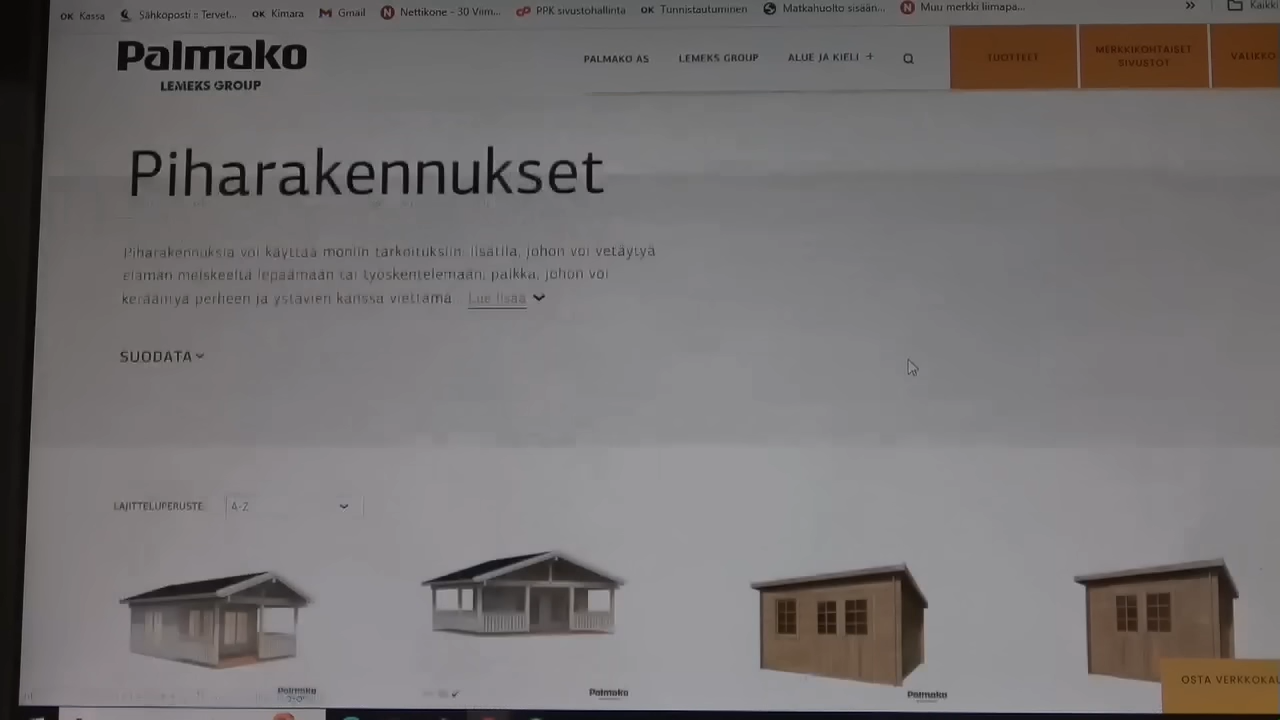 OK Kassa Sähköposti :: Tervet... OK Kimara Gmail Nettikone - 30 Viim... PPK sivustohallinta OK Tunnistautuminen Matkahuolto sisään... Muu merkki liimapa... » Kaikki
Palmako
LEMEKS GROUP
PALMAKO AS LEMEKS GROUP ALUE JA KIELI + TUOTTEET MERKKIKOHTAISET SIVUSTOT VALIKKO
Piharakennukset
Piharakennuksia voi käyttää moniin tarkoituksiin: lisätila, johon voi vetäytyä
elämän melskeeltä lepäämään tai työskentelemään; paikka, johon voi
kerääntyä perheen ja ystävien kanssa viettämä... Lue lisää
SUODATA
LAJITTELUPERUSTE A-Z
Palmako Palmako Palmako
OSTA VERKKOKAU